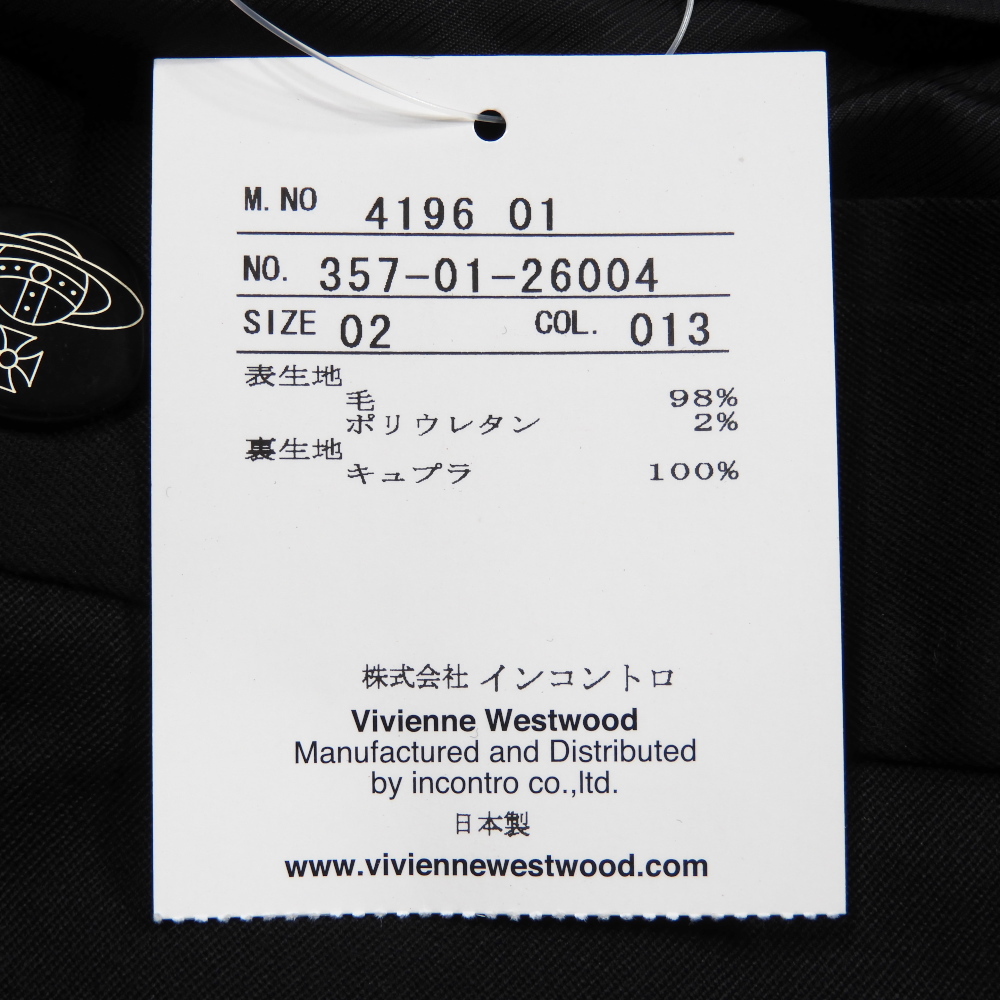 M.NO 4196 01
NO. 357-01-26004
SIZE 02 COL. 013
表生地
毛 98%
ポリウレタン 2%
裏生地
キュプラ 100%
株式会社 インコントロ
Vivienne Westwood
Manufactured and Distributed
by incontro co.,ltd.
日本製
www.viviennewestwood.com